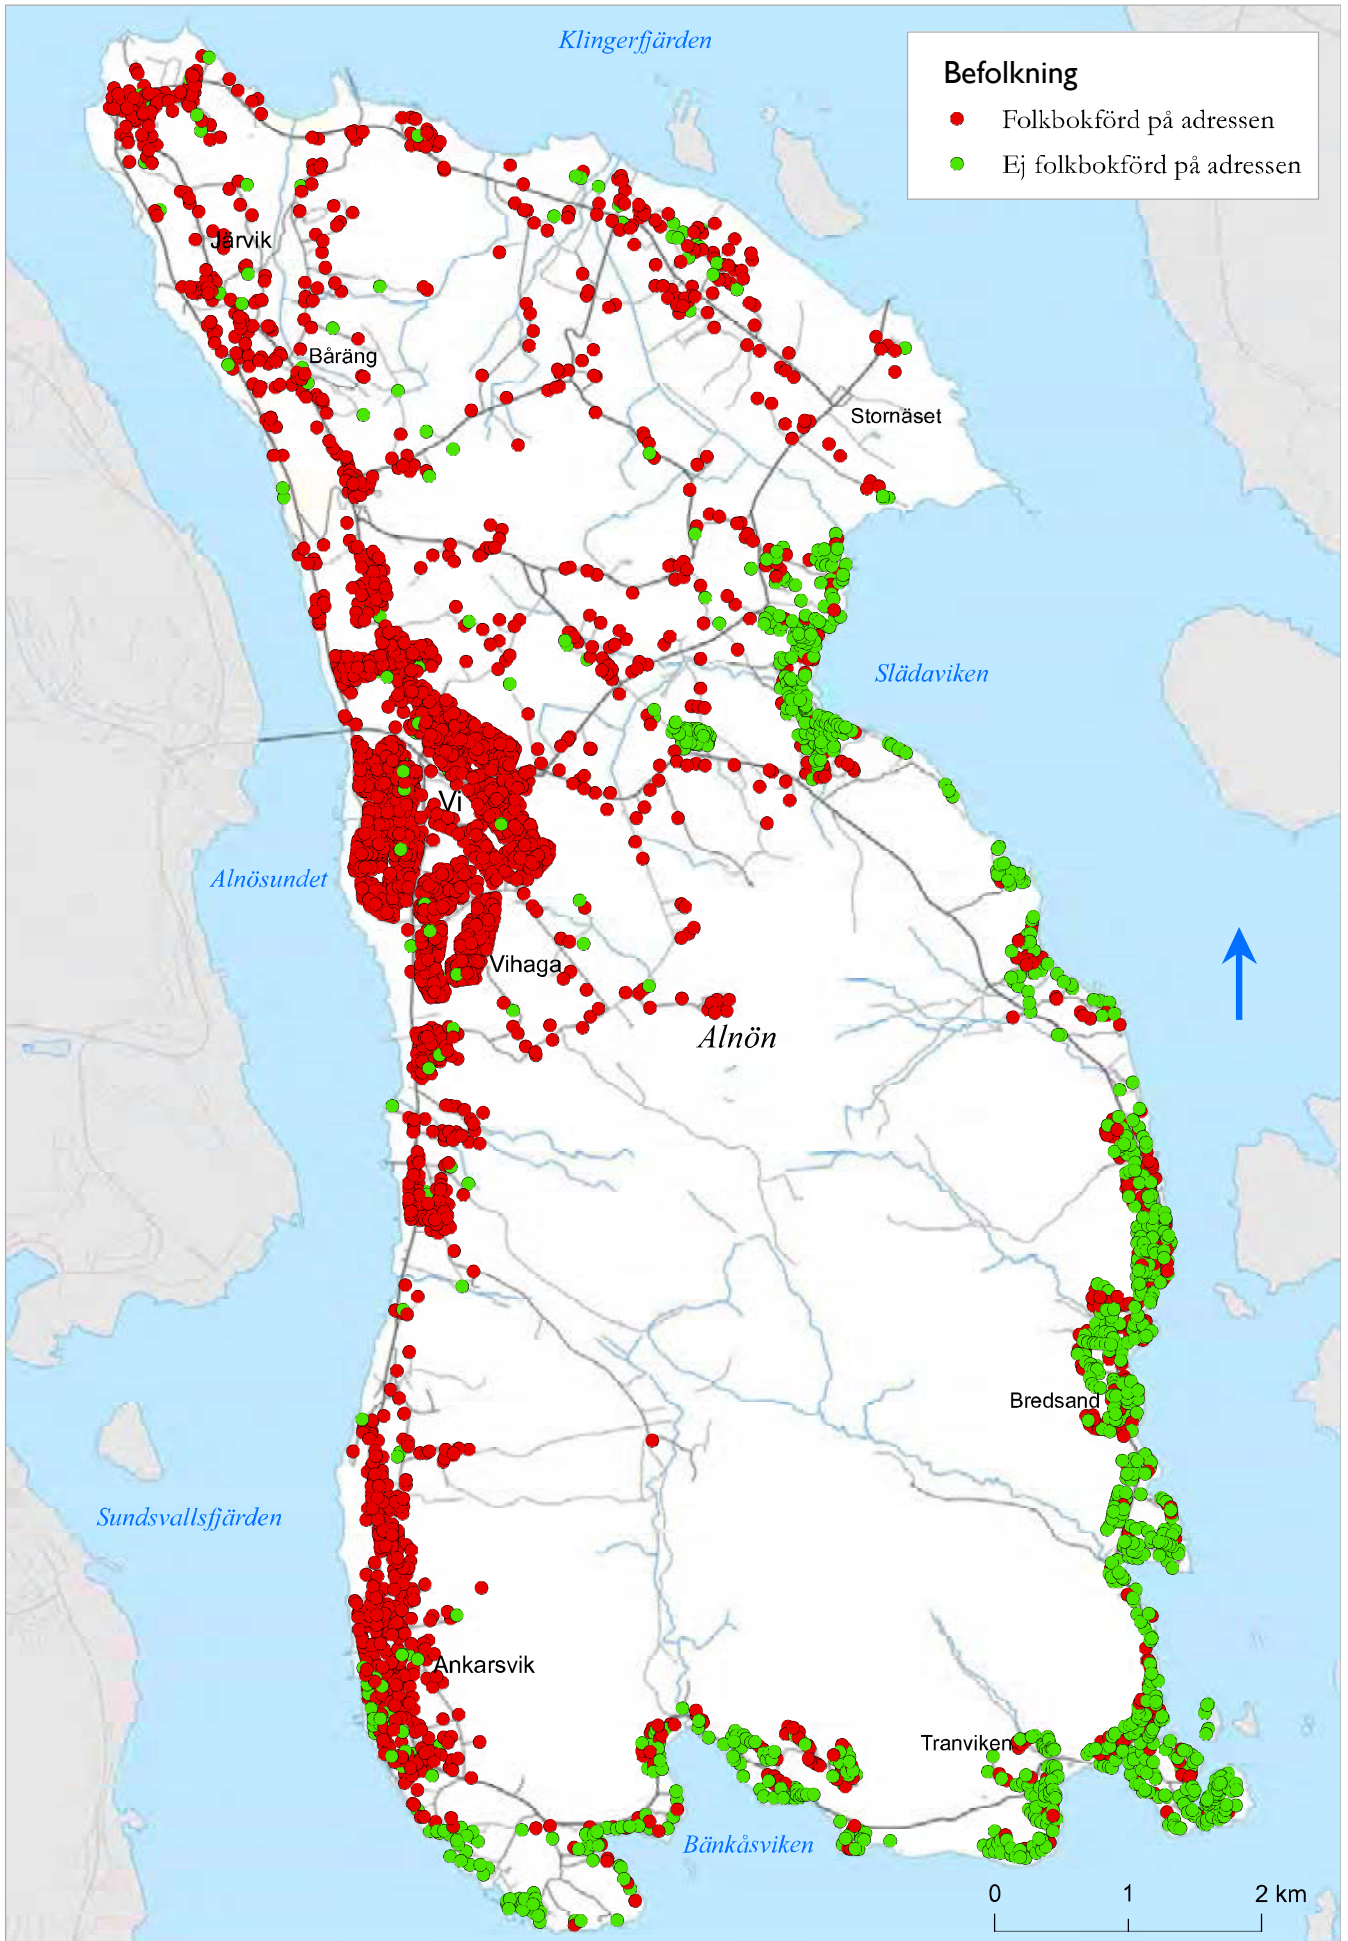 Klingerfjärden
Befolkning
Folkbokförd på adressen
Ej folkbokförd på adressen
Järvik
Båräng
Stornäset
Slädaviken
Vi
Alnösundet
Vihaga
Alnön
Bredsand
Sundsvallsfjärden
Ankarsvik
Tranviken
Bänkåsviken
0 1 2 km